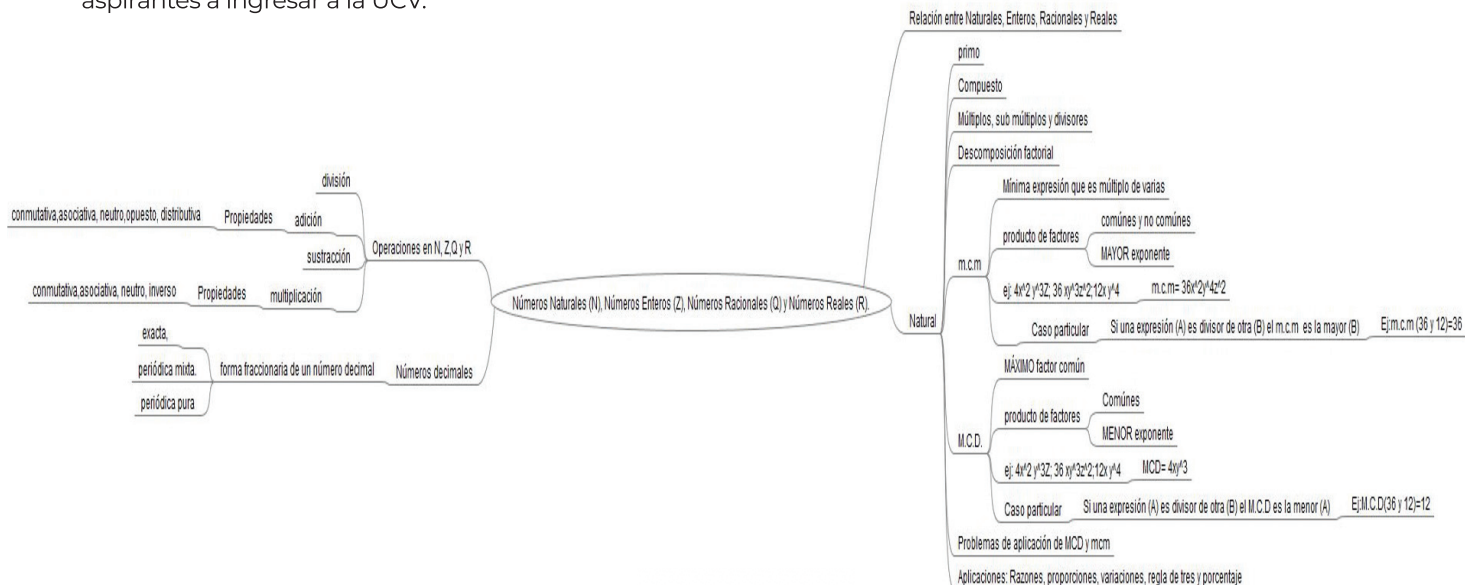 aspirantes a ingresar a la UCV.
Relación entre Naturales, Enteros, Racionales y Reales
primo
Compuesto
Múltiplos, sub múltiplos y divisores
Descomposición factorial
Mínima expresión que es múltiplo de varias
comúnes y no comúnes
producto de factores
MAYOR exponente
m.c.m
ej: 4x^2 y^3Z; 36 xy^3z^2;12x y^4
m.c.m= 36x^2y^4z^2
Natural
Caso particular
Si una expresión (A) es divisor de otra (B) el m.c.m es la mayor (B)
Ej:m.c.m (36 y 12)=36
MÁXIMO factor común
Comúnes
producto de factores
MENOR exponente
M.C.D.
ej: 4x^2 y^3Z; 36 xy^3z^2;12x y^4
MCD= 4xy^3
Caso particular
Si una expresión (A) es divisor de otra (B) el M.C.D es la menor (A)
Ej:M.C.D(36 y 12)=12
Problemas de aplicación de MCD y mcm
Aplicaciones: Razones, proporciones, variaciones, regla de tres y porcentaje
Números Naturales (N), Números Enteros (Z), Números Racionales (Q) y Números Reales (R).
división
conmutativa,asociativa, neutro,opuesto, distributiva
Propiedades
adición
sustracción
Operaciones en N, Z,Q y R
conmutativa,asociativa, neutro, inverso
Propiedades
multiplicación
exacta,
periódica mixta.
forma fraccionaria de un número decimal
Números decimales
periódica pura